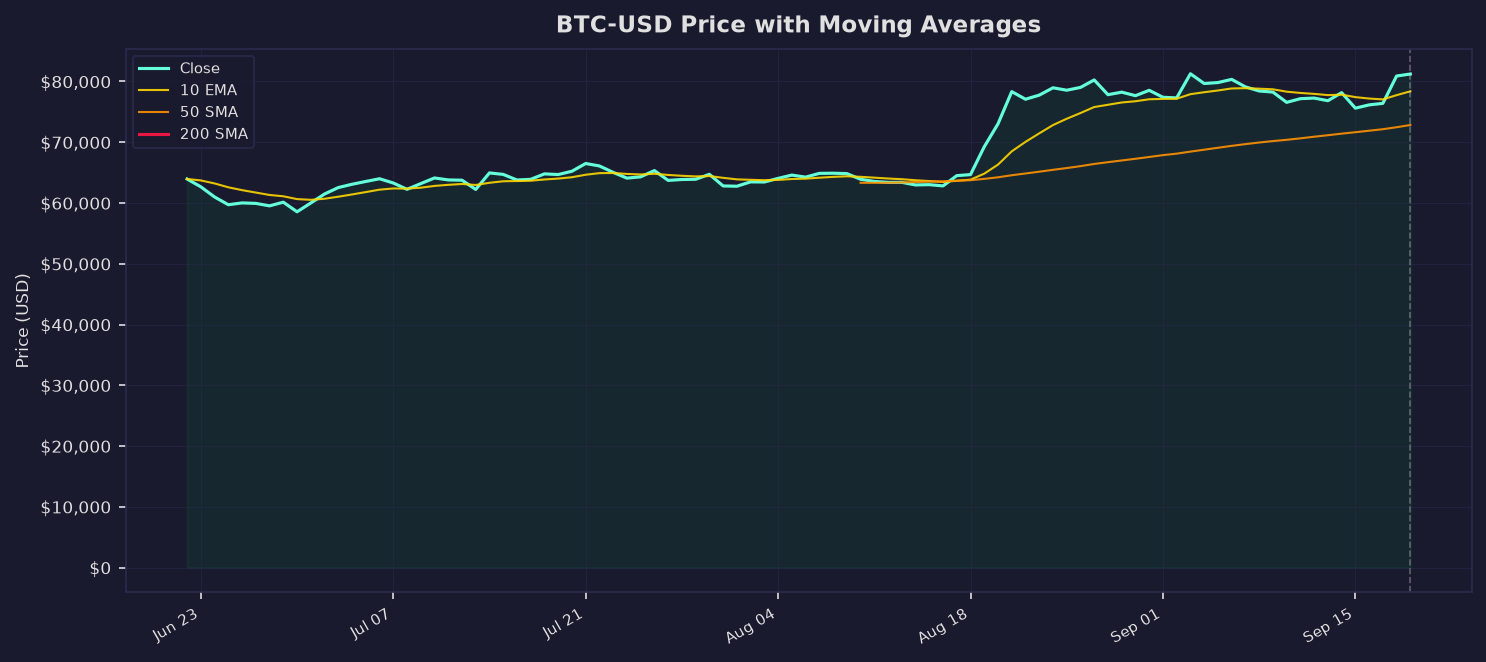 BTC-USD Price with Moving Averages
Close
10 EMA
50 SMA
200 SMA
Price (USD)
$80,000
$70,000
$60,000
$50,000
$40,000
$30,000
$20,000
$10,000
$0
Jun 23
Jul 07
Jul 21
Aug 04
Aug 18
Sep 01
Sep 15